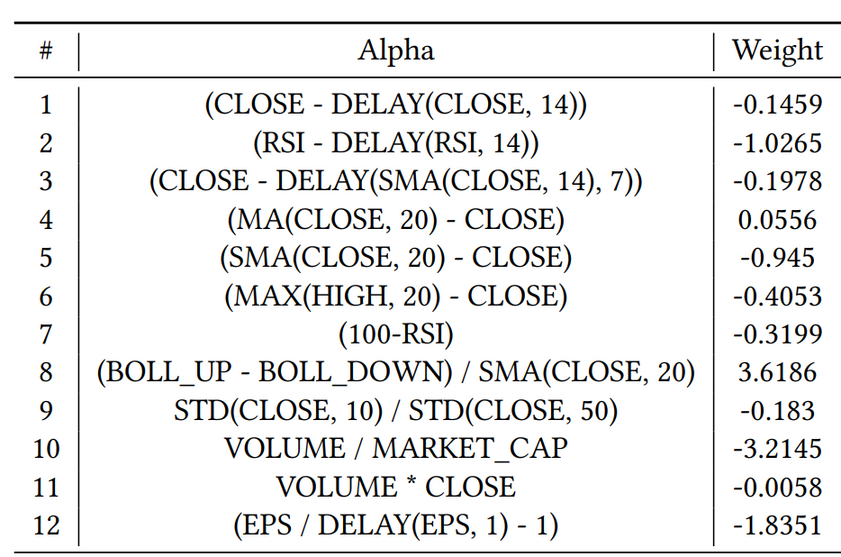 # Alpha Weight
1 (CLOSE - DELAY(CLOSE, 14)) -0.1459
2 (RSI - DELAY(RSI, 14)) -1.0265
3 (CLOSE - DELAY(SMA(CLOSE, 14), 7)) -0.1978
4 (MA(CLOSE, 20) - CLOSE) 0.0556
5 (SMA(CLOSE, 20) - CLOSE) -0.945
6 (MAX(HIGH, 20) - CLOSE) -0.4053
7 (100-RSI) -0.3199
8 (BOLL_UP - BOLL_DOWN) / SMA(CLOSE, 20) 3.6186
9 STD(CLOSE, 10) / STD(CLOSE, 50) -0.183
10 VOLUME / MARKET_CAP -3.2145
11 VOLUME * CLOSE -0.0058
12 (EPS / DELAY(EPS, 1) - 1) -1.8351